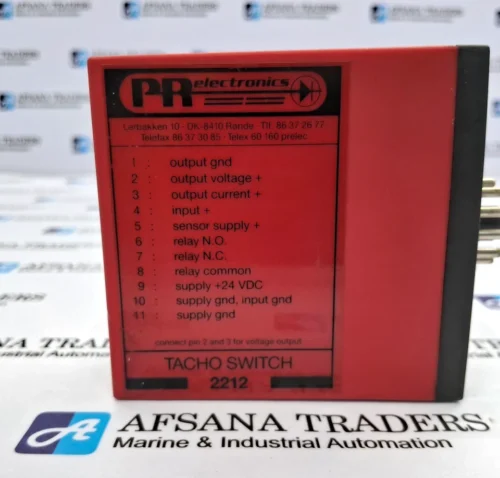 PR electronics
Lerbakken 10 · DK-8410 Rønde · Tlf. 86 37 26 77
Telefax 86 37 30 85 · Telex 60 160 prelec
1 : output gnd
2 : output voltage +
3 : output current +
4 : input +
5 : sensor supply +
6 : relay N.O.
7 : relay N.C.
8 : relay common
9 : supply +24 VDC
10 : supply gnd, input gnd
11 : supply gnd
connect pin 2 and 3 for voltage output
TACHO SWITCH
2212
AFSANA TRADERS
Marine & Industrial Automation